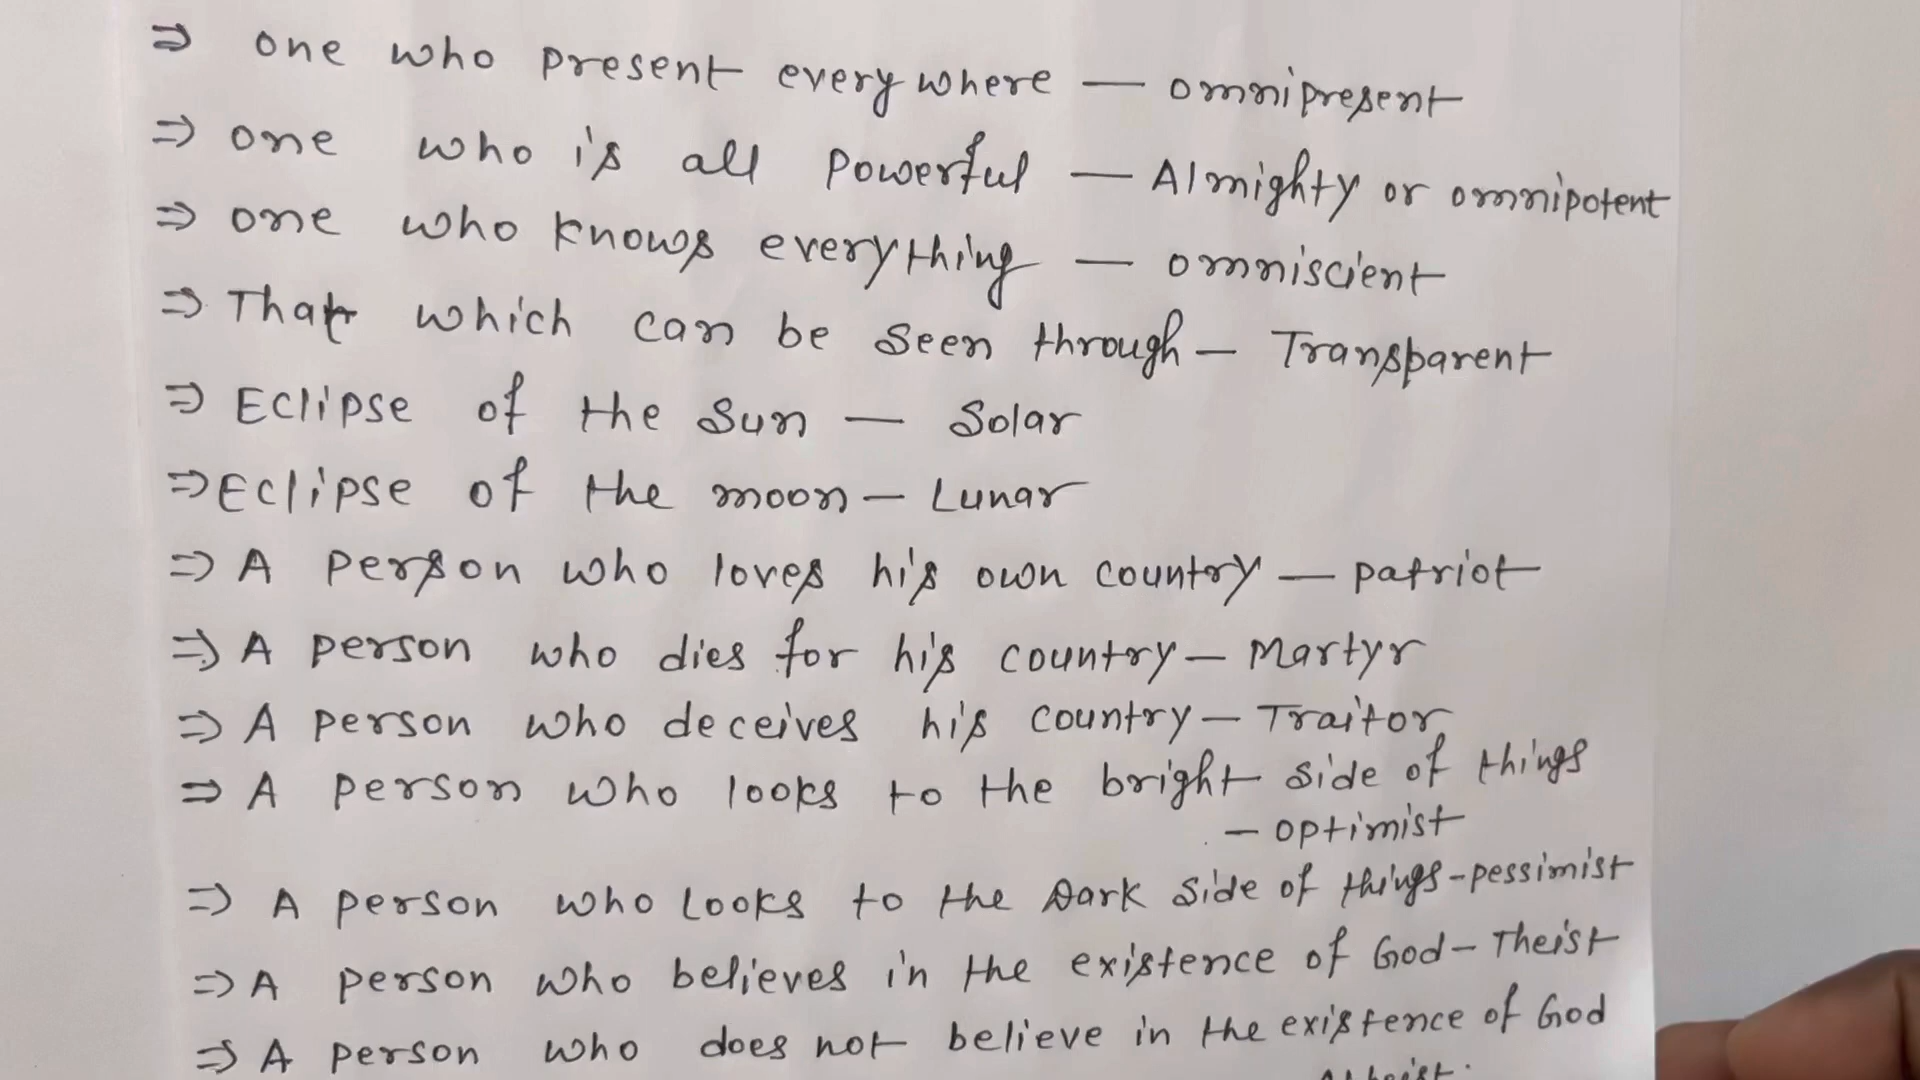 ⇒ one who present everywhere — omnipresent
⇒ one who is all powerful — Almighty or omnipotent
⇒ one who knows everything — omniscient
⇒ That which can be seen through — Transparent
⇒ Eclipse of the Sun — Solar
⇒ Eclipse of the moon — Lunar
⇒ A person who loves his own country — patriot
⇒ A person who dies for his country — Martyr
⇒ A person who deceives his country — Traitor
⇒ A person who looks to the bright side of things
— optimist
⇒ A person who Looks to the Dark side of things - pessimist
⇒ A person who believes in the existence of God — Theist
⇒ A person who does not believe in the existence of God
Atheist.